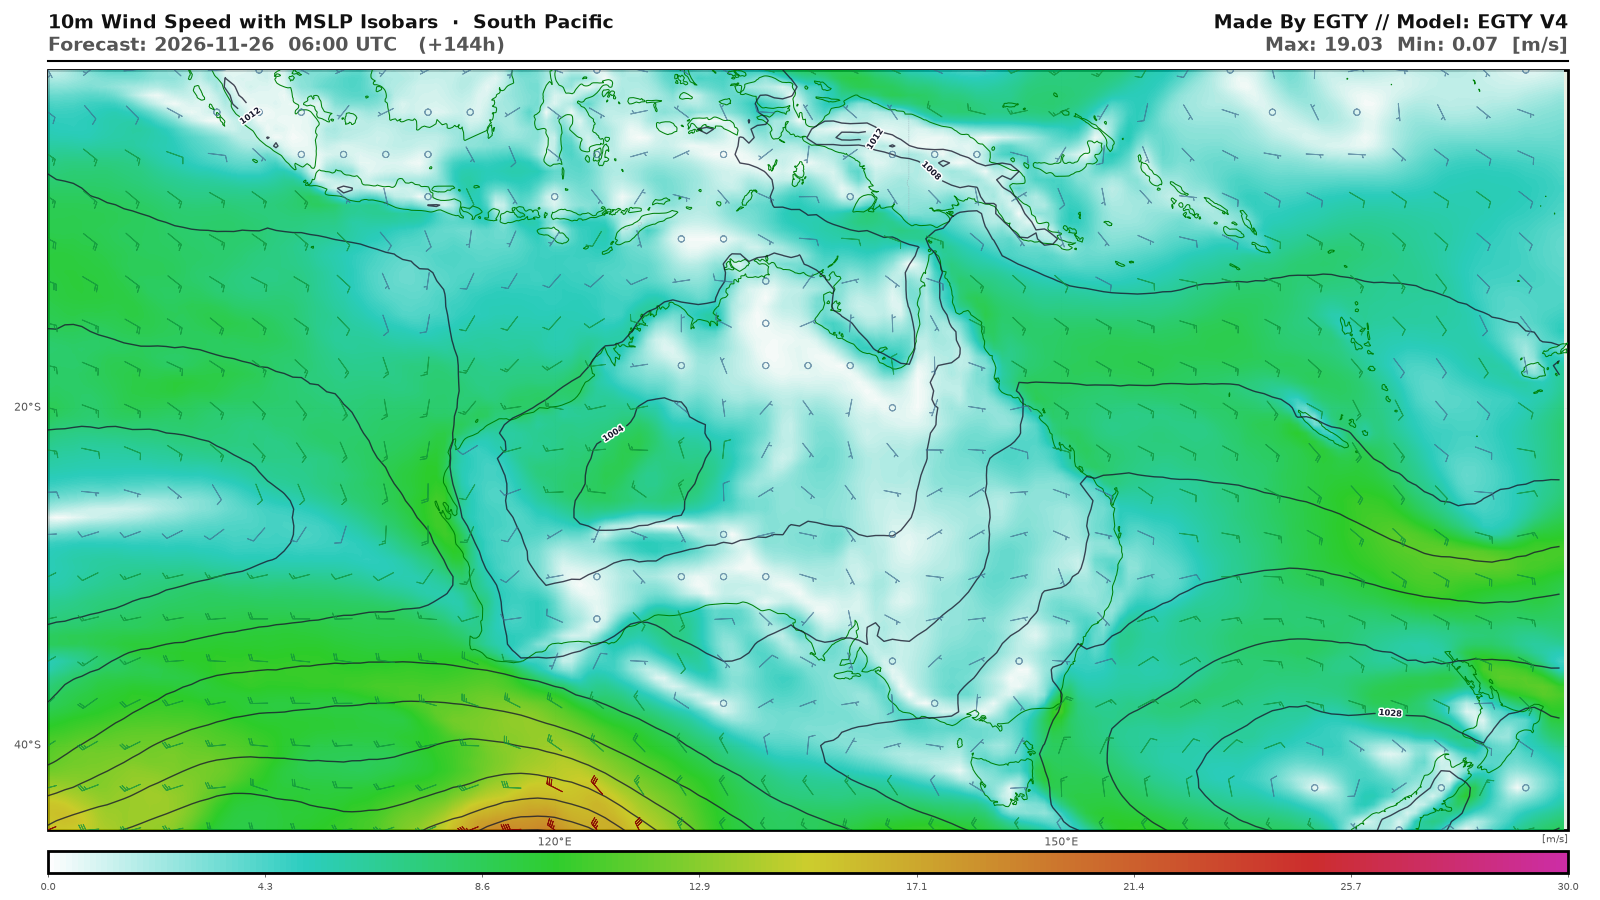 10m Wind Speed with MSLP Isobars · South Pacific
Made By EGTY // Model: EGTY V4
Forecast: 2026-11-26 06:00 UTC (+144h)
Max: 19.03 Min: 0.07 [m/s]
1012
1012
1008
20°S
1004
1028
40°S
120°E
150°E
[m/s]
0.0
4.3
8.6
12.9
17.1
21.4
25.7
30.0